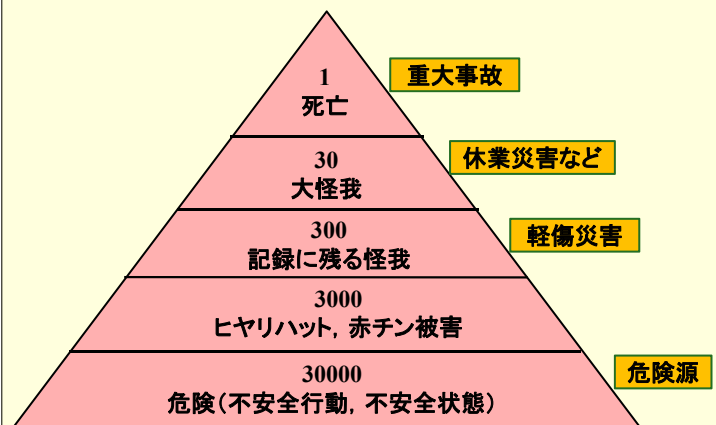 1
死亡
重大事故
30
大怪我
休業災害など
300
記録に残る怪我
軽傷災害
3000
ヒヤリハット，赤チン被害
30000
危険（不安全行動，不安全状態）
危険源